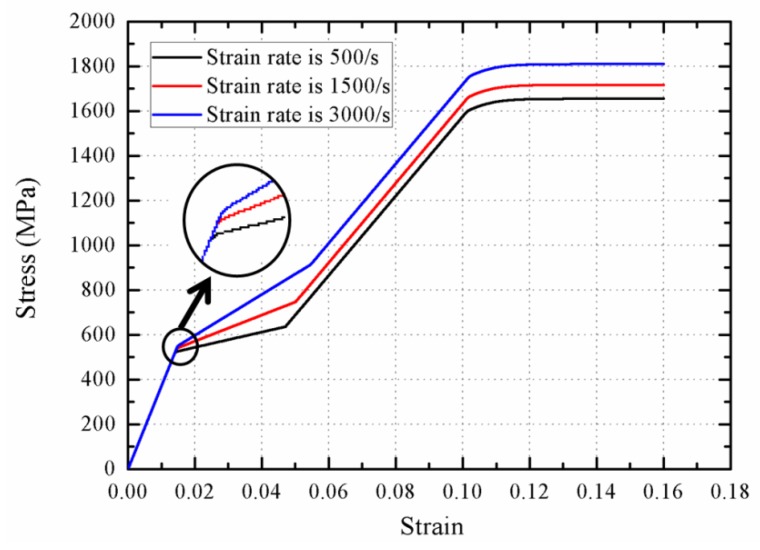 2000
1800
1600
1400
1200
1000
800
600
400
200
0
Stress (MPa)
Strain rate is 500/s
Strain rate is 1500/s
Strain rate is 3000/s
0.00 0.02 0.04 0.06 0.08 0.10 0.12 0.14 0.16 0.18
Strain